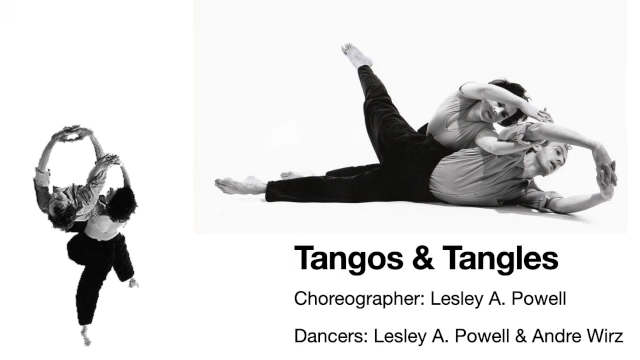 Tangos & Tangles
Choreographer: Lesley A. Powell
Dancers: Lesley A. Powell & Andre Wirz